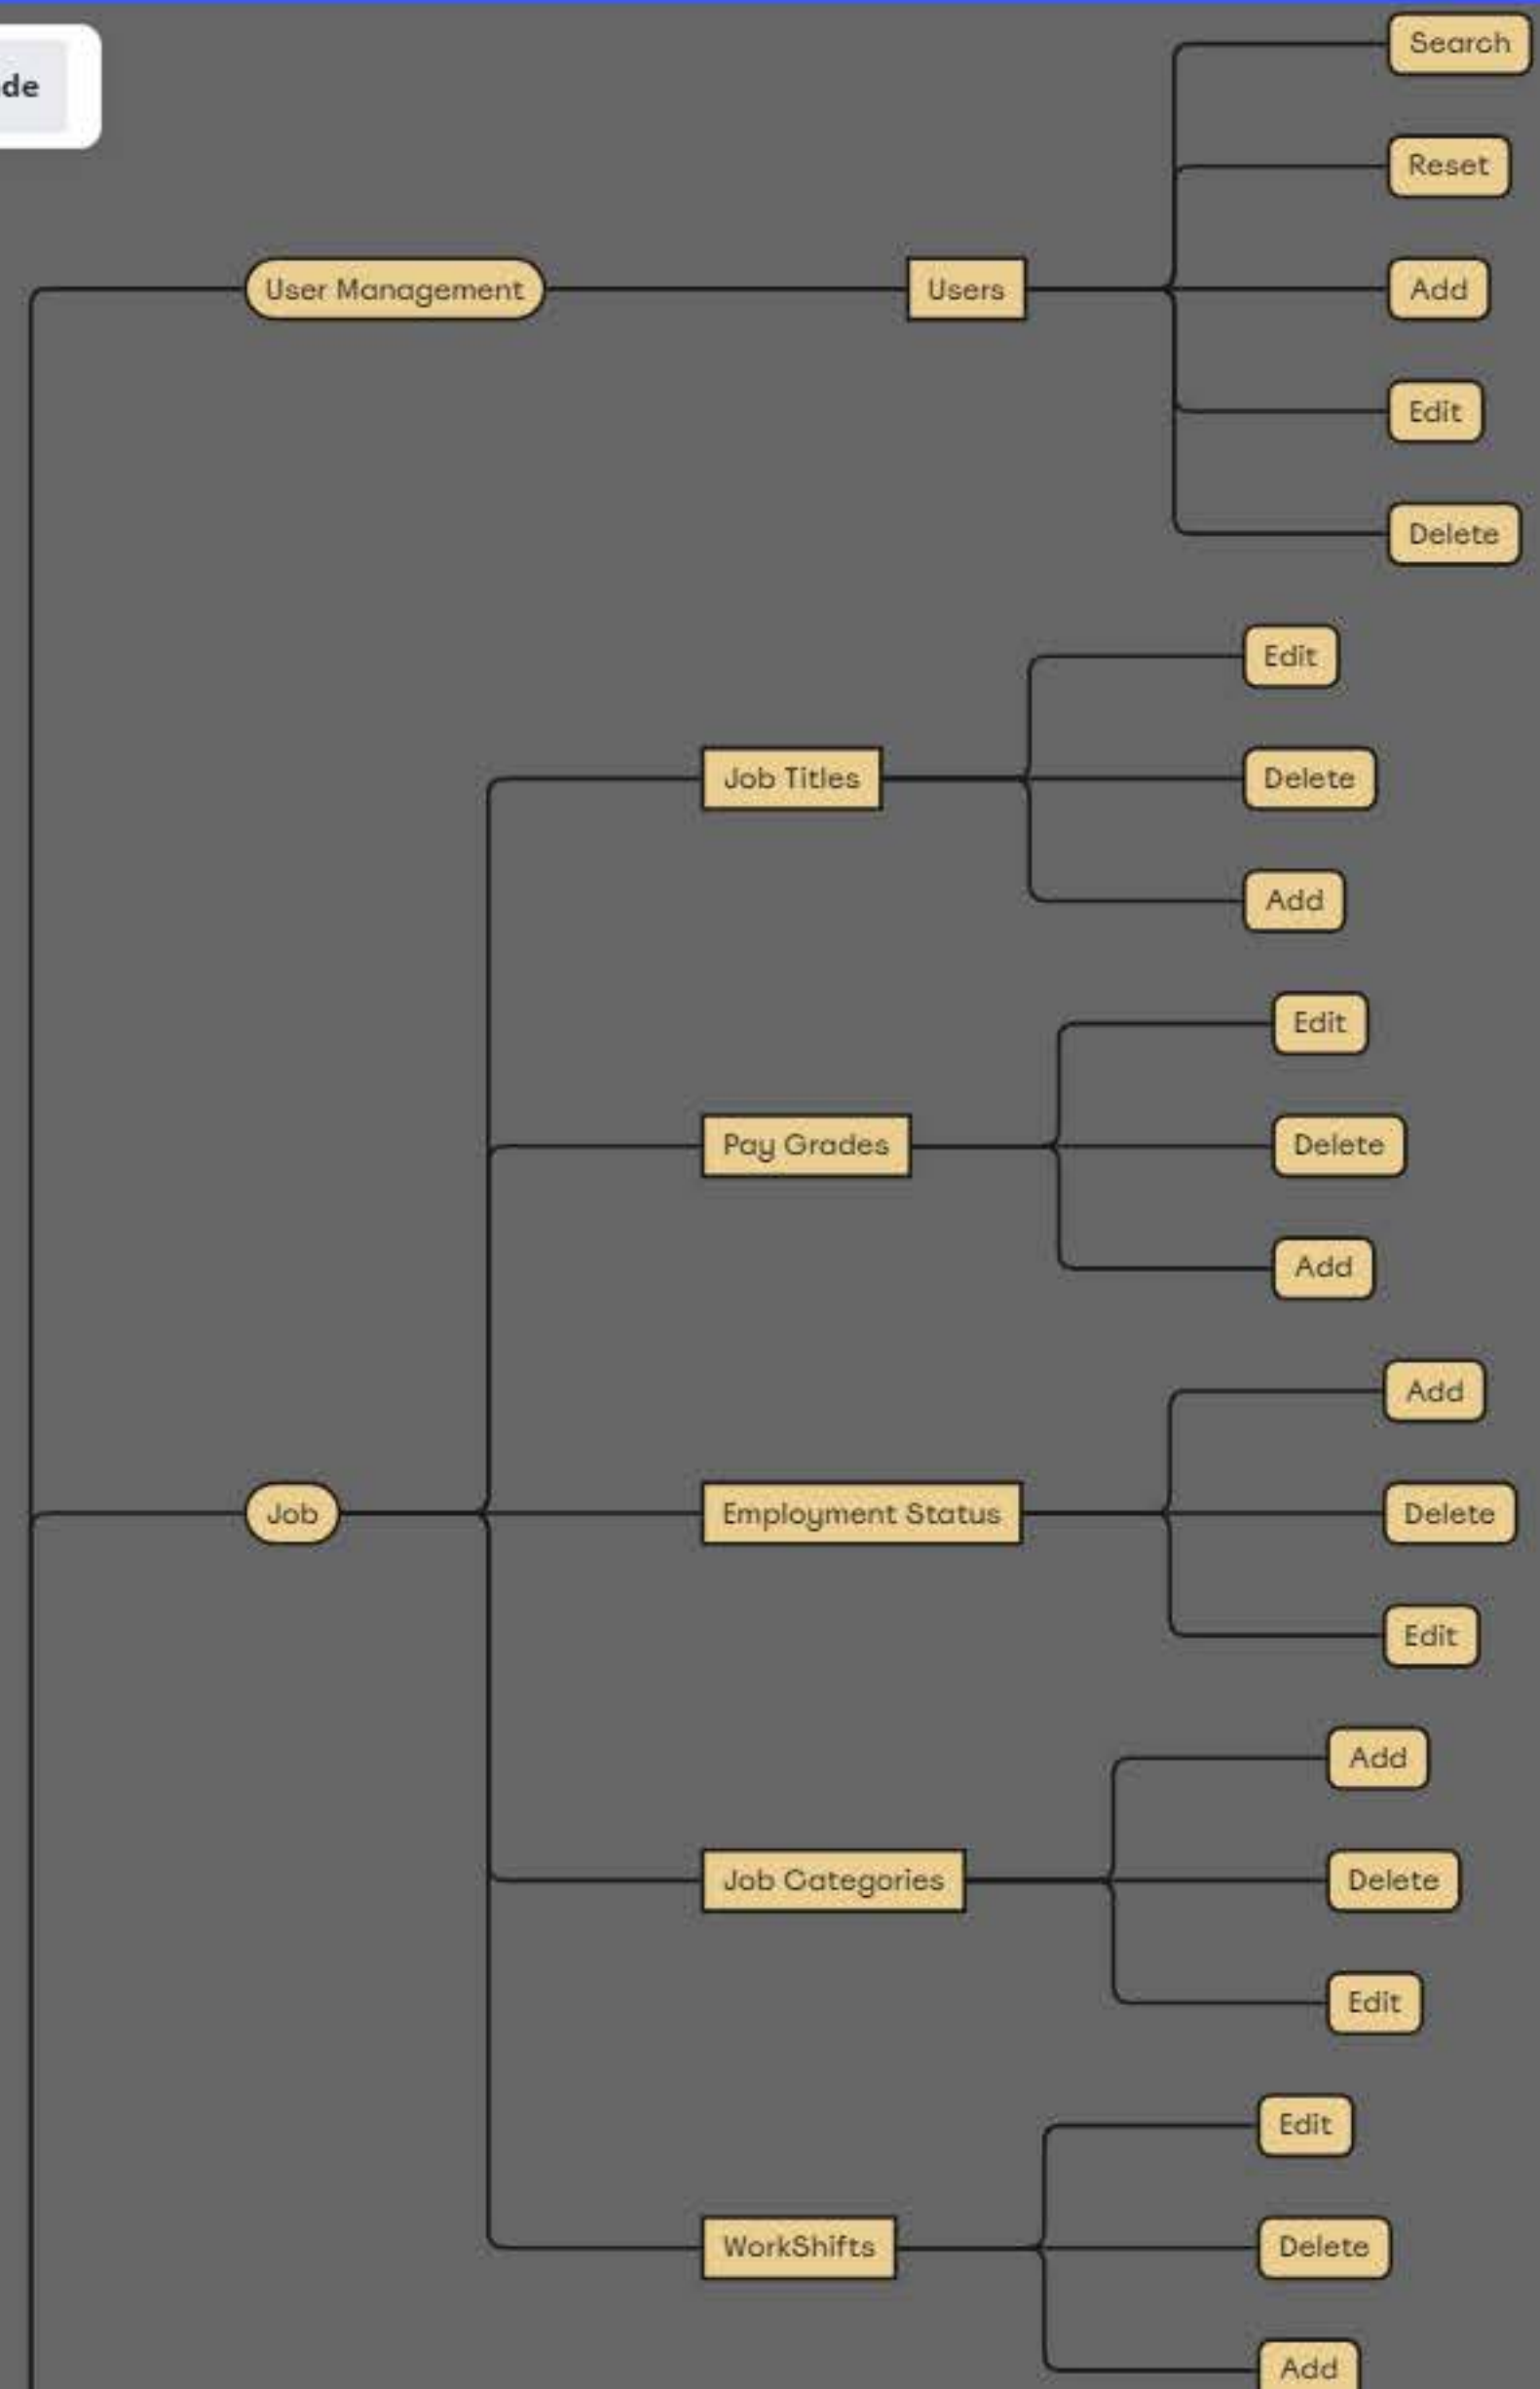 de
Search
Reset
User Management
Users
Add
Edit
Delete
Edit
Job Titles
Delete
Add
Edit
Pay Grades
Delete
Add
Add
Job
Employment Status
Delete
Edit
Add
Job Categories
Delete
Edit
Edit
WorkShifts
Delete
Add